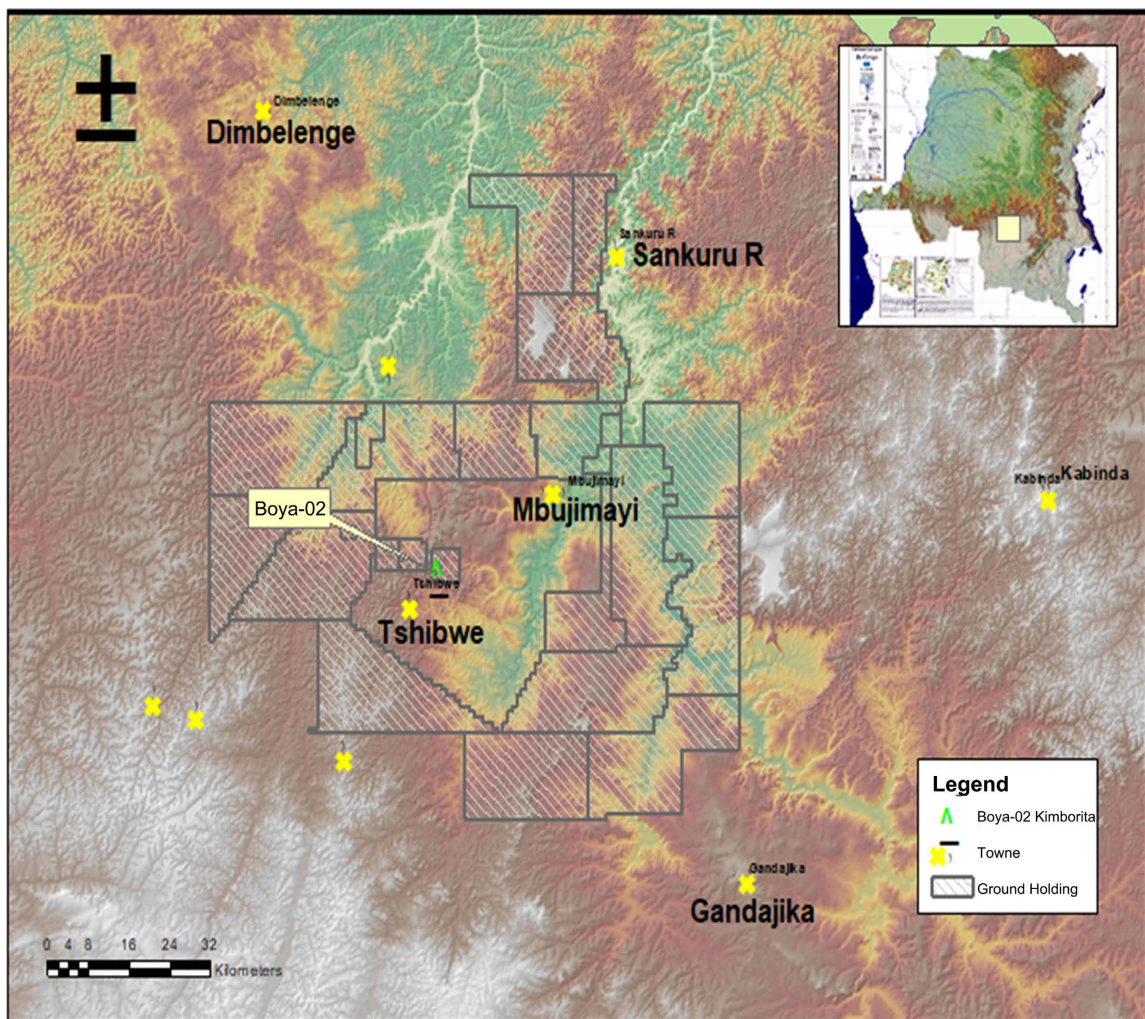 Dimbelenge
Dimbelenge
Sankuru R
Sankuru R
Mbujimayi
Mbujimayi
Kabinda
Kabinda
Boya-02
Tshibwe
Tshibwe
Gandajika
Gandajika
Legend
Boya-02 Kimborita
Towne
Ground Holding
0 4 8 16 24 32
Kilometers